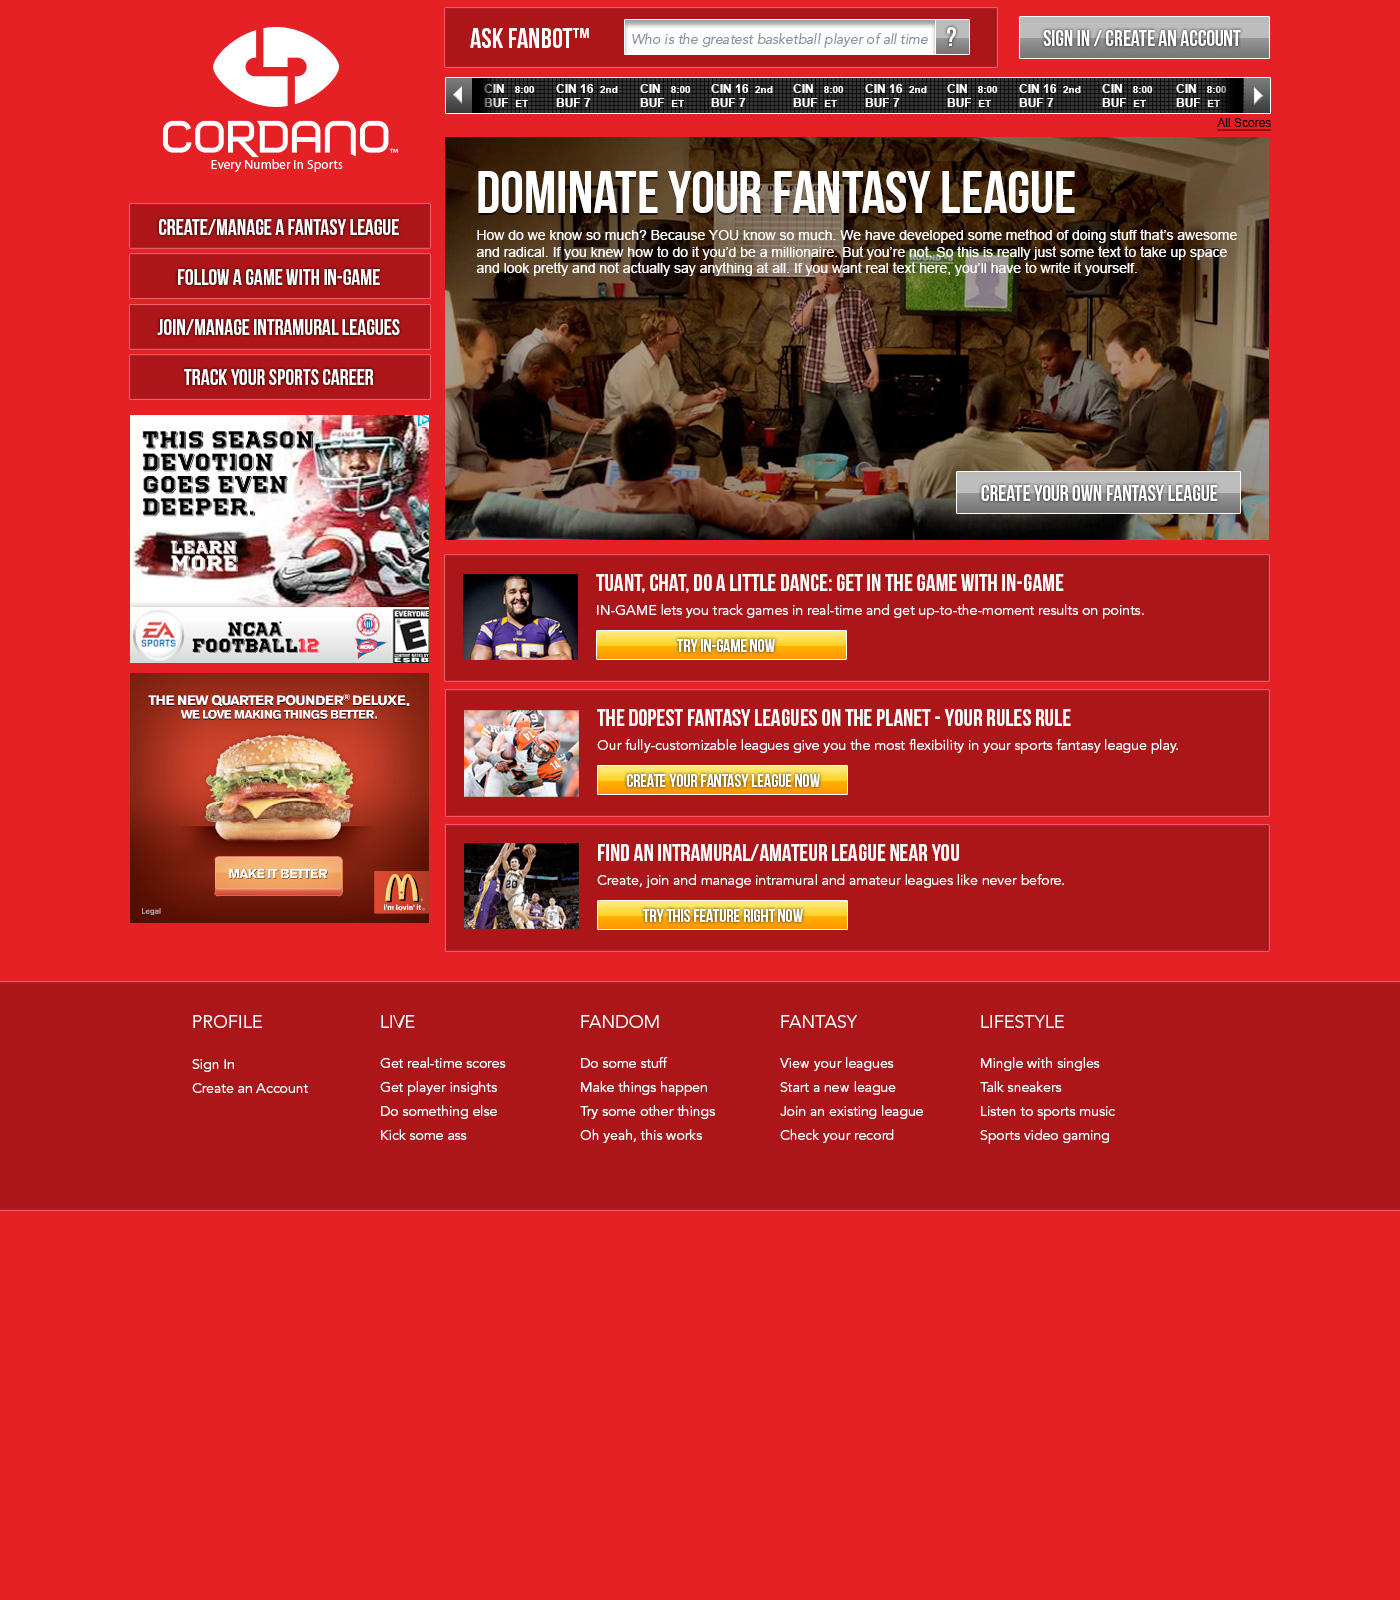 CORDANO™
Every Number In Sports
ASK FANBOT™
Who is the greatest basketball player of all time
?
SIGN IN / CREATE AN ACCOUNT
CIN 8:00 CIN 16 2nd CIN 8:00 CIN 16 2nd CIN 8:00 CIN 16 2nd CIN 8:00 CIN 16 2nd CIN 8:00 CIN 8:00
BUF ET BUF 7 BUF ET BUF 7 BUF ET BUF 7 BUF ET BUF 7 BUF ET BUF ET
All Scores
CREATE/MANAGE A FANTASY LEAGUE
FOLLOW A GAME WITH IN-GAME
JOIN/MANAGE INTRAMURAL LEAGUES
TRACK YOUR SPORTS CAREER
THIS SEASON,
DEVOTION
GOES EVEN
DEEPER.
LEARN
MORE
EA
SPORTS
NCAA
FOOTBALL 12
EVERYONE
E
CONTENT RATED BY
ESRB
THE NEW QUARTER POUNDER® DELUXE.
WE LOVE MAKING THINGS BETTER.
MAKE IT BETTER
i'm lovin' it
Legal
DOMINATE YOUR FANTASY LEAGUE
How do we know so much? Because YOU know so much. We have developed some method of doing stuff that's awesome
and radical. If you knew how to do it you'd be a millionaire. But you're not. So this is really just some text to take up space
and look pretty and not actually say anything at all. If you want real text here, you'll have to write it yourself.
CREATE YOUR OWN FANTASY LEAGUE
TUANT, CHAT, DO A LITTLE DANCE: GET IN THE GAME WITH IN-GAME
IN-GAME lets you track games in real-time and get up-to-the-moment results on points.
TRY IN-GAME NOW
THE DOPEST FANTASY LEAGUES ON THE PLANET - YOUR RULES RULE
Our fully-customizable leagues give you the most flexibility in your sports fantasy league play.
CREATE YOUR FANTASY LEAGUE NOW
FIND AN INTRAMURAL/AMATEUR LEAGUE NEAR YOU
Create, join and manage intramural and amateur leagues like never before.
TRY THIS FEATURE RIGHT NOW
20
PROFILE
Sign In
Create an Account
LIVE
Get real-time scores
Get player insights
Do something else
Kick some ass
FANDOM
Do some stuff
Make things happen
Try some other things
Oh yeah, this works
FANTASY
View your leagues
Start a new league
Join an existing league
Check your record
LIFESTYLE
Mingle with singles
Talk sneakers
Listen to sports music
Sports video gaming